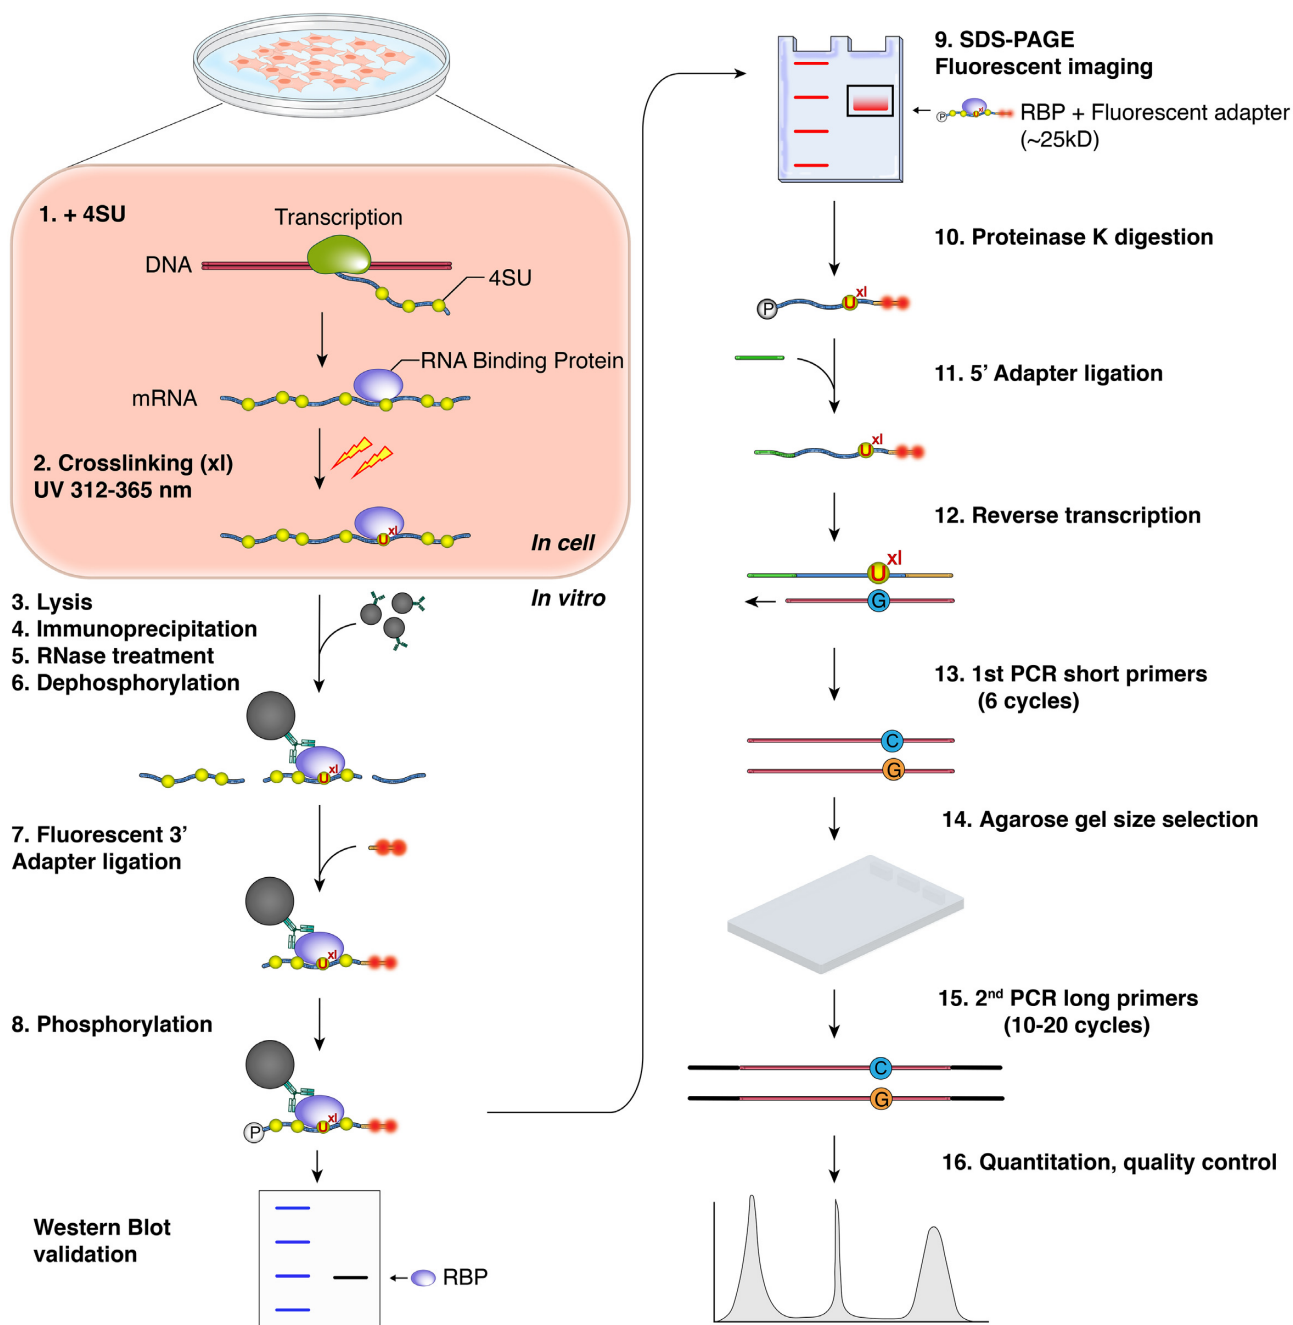 1. + 4SU
Transcription
DNA
4SU
RNA Binding Protein
mRNA
2. Crosslinking (xl)
UV 312-365 nm
U xl
In cell
In vitro
3. Lysis
4. Immunoprecipitation
5. RNase treatment
6. Dephosphorylation
U xl
7. Fluorescent 3’
Adapter ligation
U xl
8. Phosphorylation
P
U xl
Western Blot
validation
RBP
9. SDS-PAGE
Fluorescent imaging
P
U xl
RBP + Fluorescent adapter
(~25kD)
10. Proteinase K digestion
P
U xl
11. 5’ Adapter ligation
U xl
12. Reverse transcription
U xl
G
13. 1st PCR short primers
(6 cycles)
C
G
14. Agarose gel size selection
15. 2nd PCR long primers
(10-20 cycles)
C
G
16. Quantitation, quality control